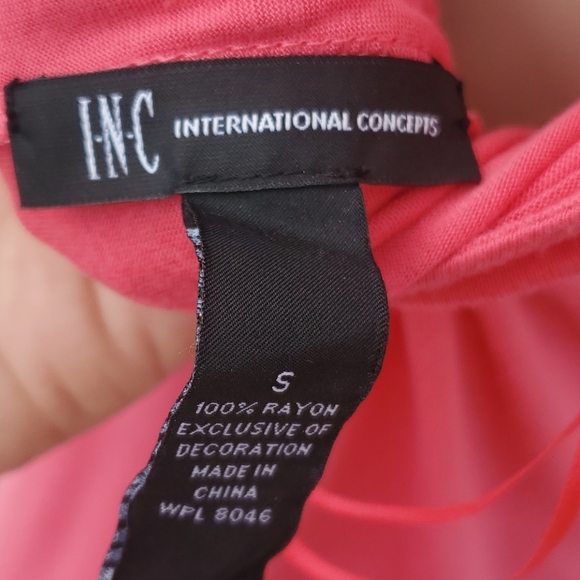 I·N·C INTERNATIONAL CONCEPTS
S
100% RAYON
EXCLUSIVE OF
DECORATION
MADE IN
CHINA
WPL 8046